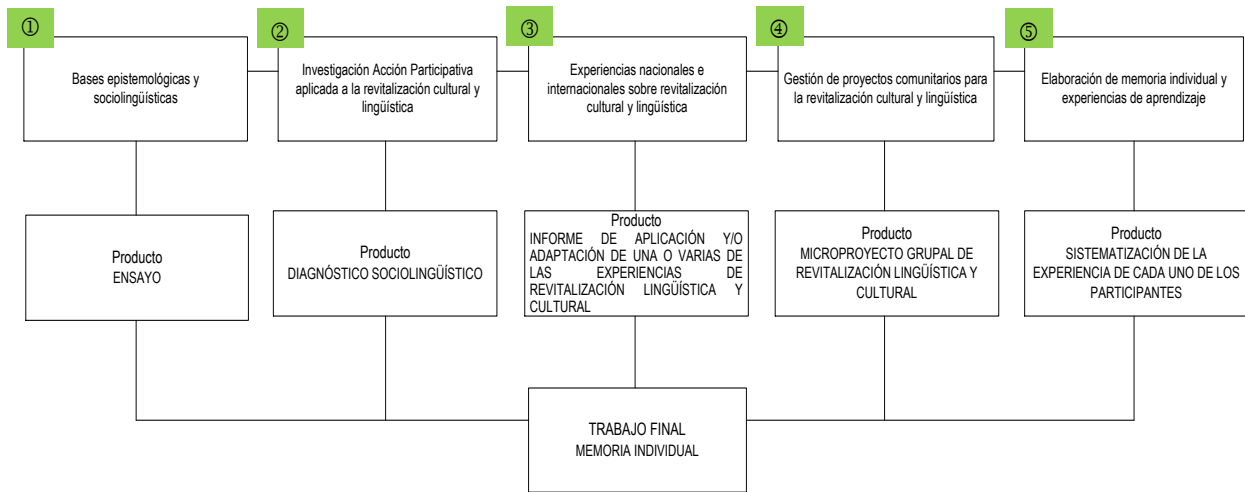 ①
Bases epistemológicas y
sociolingüísticas
②
Investigación Acción Participativa
aplicada a la revitalización cultural y
lingüística
③
Experiencias nacionales e
internacionales sobre revitalización
cultural y lingüística
④
Gestión de proyectos comunitarios para
la revitalización cultural y lingüística
⑤
Elaboración de memoria individual y
experiencias de aprendizaje
Producto
ENSAYO
Producto
DIAGNÓSTICO SOCIOLINGÜÍSTICO
Producto
INFORME DE APLICACIÓN Y/O
ADAPTACIÓN DE UNA O VARIAS DE
LAS EXPERIENCIAS DE
REVITALIZACIÓN LINGÜÍSTICA Y
CULTURAL
Producto
MICROPROYECTO GRUPAL DE
REVITALIZACIÓN LINGÜÍSTICA Y
CULTURAL
Producto
SISTEMATIZACIÓN DE LA
EXPERIENCIA DE CADA UNO DE LOS
PARTICIPANTES
TRABAJO FINAL
MEMORIA INDIVIDUAL